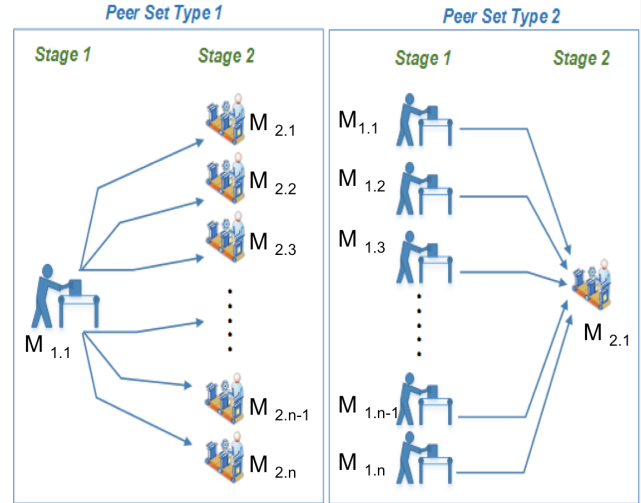 Peer Set Type 1
Stage 1 Stage 2
M 2.1
M 2.2
M 2.3
M 1.1
M 2.n-1
M 2.n
Peer Set Type 2
Stage 1 Stage 2
M 1.1
M 1.2
M 1.3
M 2.1
M 1.n-1
M 1.n